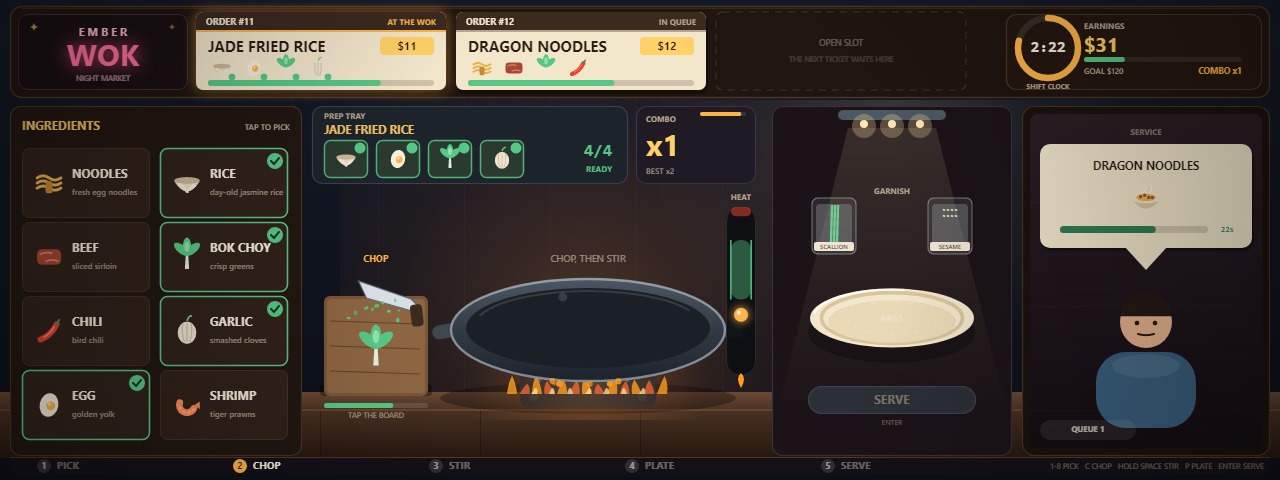 EMBER
WOK
NIGHT MARKET
ORDER #11
AT THE WOK
JADE FRIED RICE
$11
ORDER #12
IN QUEUE
DRAGON NOODLES
$12
OPEN SLOT
THE NEXT TICKET WAITS HERE
2:22
SHIFT CLOCK
EARNINGS
$31
GOAL $120
COMBO x1
INGREDIENTS
TAP TO PICK
NOODLES
fresh egg noodles
RICE
day-old jasmine rice
BEEF
sliced sirloin
BOK CHOY
crisp greens
CHILI
bird chili
GARLIC
smashed cloves
EGG
golden yolk
SHRIMP
tiger prawns
PREP TRAY
JADE FRIED RICE
4/4
READY
COMBO
x1
BEST x2
HEAT
CHOP
CHOP, THEN STIR
TAP THE BOARD
GARNISH
SCALLION
SESAME
PASS
SERVE
ENTER
SERVICE
DRAGON NOODLES
22s
QUEUE 1
1 PICK
2 CHOP
3 STIR
4 PLATE
5 SERVE
1-8 PICK C CHOP HOLD SPACE STIR P PLATE ENTER SERVE